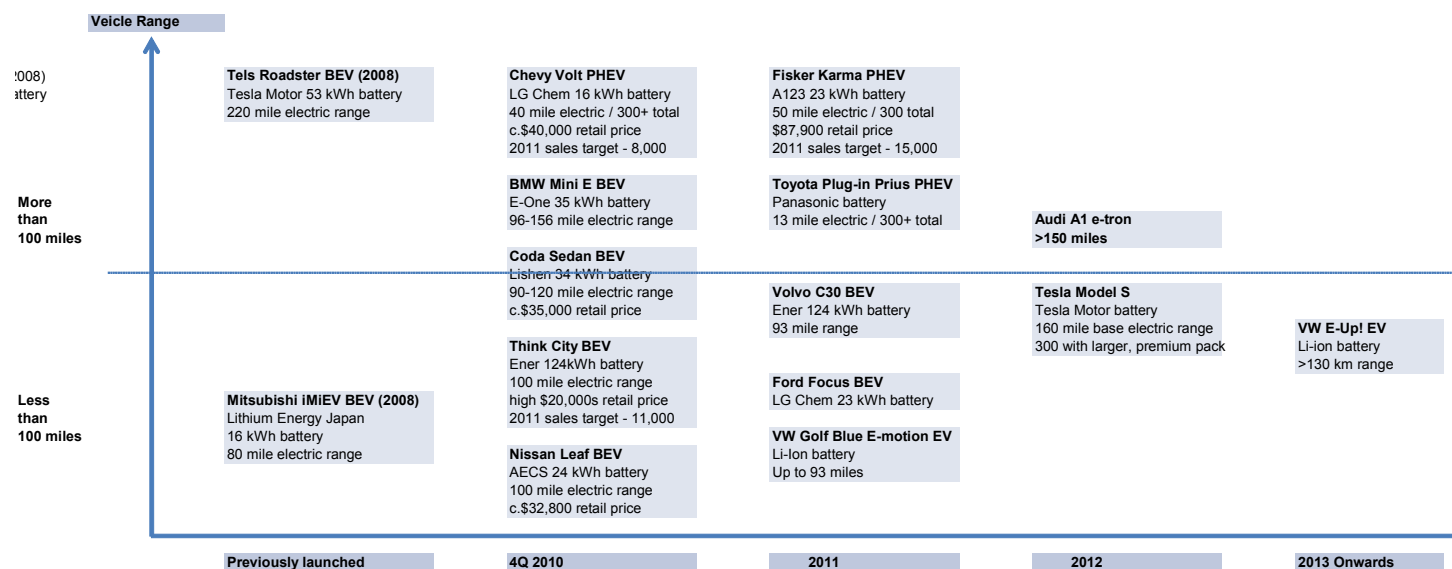 Veicle Range
2008)
attery
Tels Roadster BEV (2008)
Tesla Motor 53 kWh battery
220 mile electric range
Chevy Volt PHEV
LG Chem 16 kWh battery
40 mile electric / 300+ total
c.$40,000 retail price
2011 sales target - 8,000
Fisker Karma PHEV
A123 23 kWh battery
50 mile electric / 300 total
$87,900 retail price
2011 sales target - 15,000
More
than
100 miles
BMW Mini E BEV
E-One 35 kWh battery
96-156 mile electric range
Toyota Plug-in Prius PHEV
Panasonic battery
13 mile electric / 300+ total
Audi A1 e-tron
>150 miles
Coda Sedan BEV
Lishen 34 kWh battery
90-120 mile electric range
c.$35,000 retail price
Volvo C30 BEV
Ener 124 kWh battery
93 mile range
Tesla Model S
Tesla Motor battery
160 mile base electric range
300 with larger, premium pack
VW E-Up! EV
Li-ion battery
>130 km range
Less
than
100 miles
Mitsubishi iMiEV BEV (2008)
Lithium Energy Japan
16 kWh battery
80 mile electric range
Think City BEV
Ener 124kWh battery
100 mile electric range
high $20,000s retail price
2011 sales target - 11,000
Ford Focus BEV
LG Chem 23 kWh battery
Nissan Leaf BEV
AECS 24 kWh battery
100 mile electric range
c.$32,800 retail price
VW Golf Blue E-motion EV
Li-Ion battery
Up to 93 miles
Previously launched
4Q 2010
2011
2012
2013 Onwards